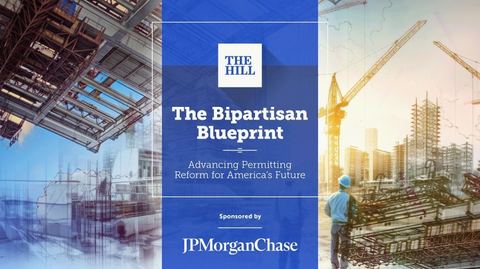 THE
HILL
The Bipartisan
Blueprint
Advancing Permitting
Reform for America's Future
Sponsored by
JPMorganChase